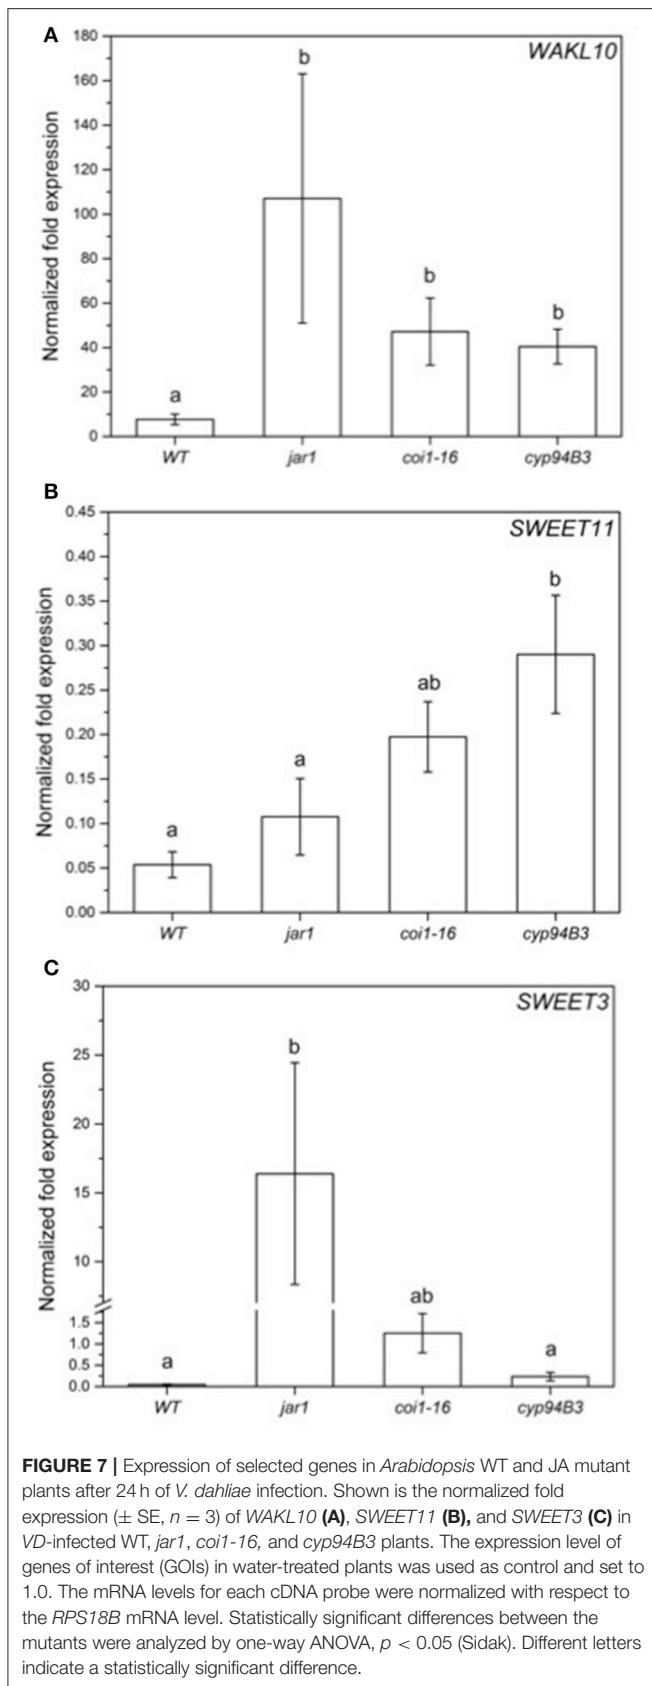 A
WAKL10
Normalized fold expression
180
160
140
120
100
80
60
40
20
0
a
b
b
b
WT jar1 coi1-16 cyp94B3
B
SWEET11
Normalized fold expression
0.45
0.40
0.35
0.30
0.25
0.20
0.15
0.10
0.05
0.00
a
a
ab
b
WT jar1 coi1-16 cyp94B3
C
SWEET3
Normalized fold expression
30
25
20
15
10
1.5
1.0
0.5
0.0
a
b
ab
a
WT jar1 coi1-16 cyp94B3
FIGURE 7 | Expression of selected genes in Arabidopsis WT and JA mutant
plants after 24 h of V. dahliae infection. Shown is the normalized fold
expression (± SE, n = 3) of WAKL10 (A), SWEET11 (B), and SWEET3 (C) in
VD-infected WT, jar1, coi1-16, and cyp94B3 plants. The expression level of
genes of interest (GOIs) in water-treated plants was used as control and set to
1.0. The mRNA levels for each cDNA probe were normalized with respect to
the RPS18B mRNA level. Statistically significant differences between the
mutants were analyzed by one-way ANOVA, p < 0.05 (Sidak). Different letters
indicate a statistically significant difference.